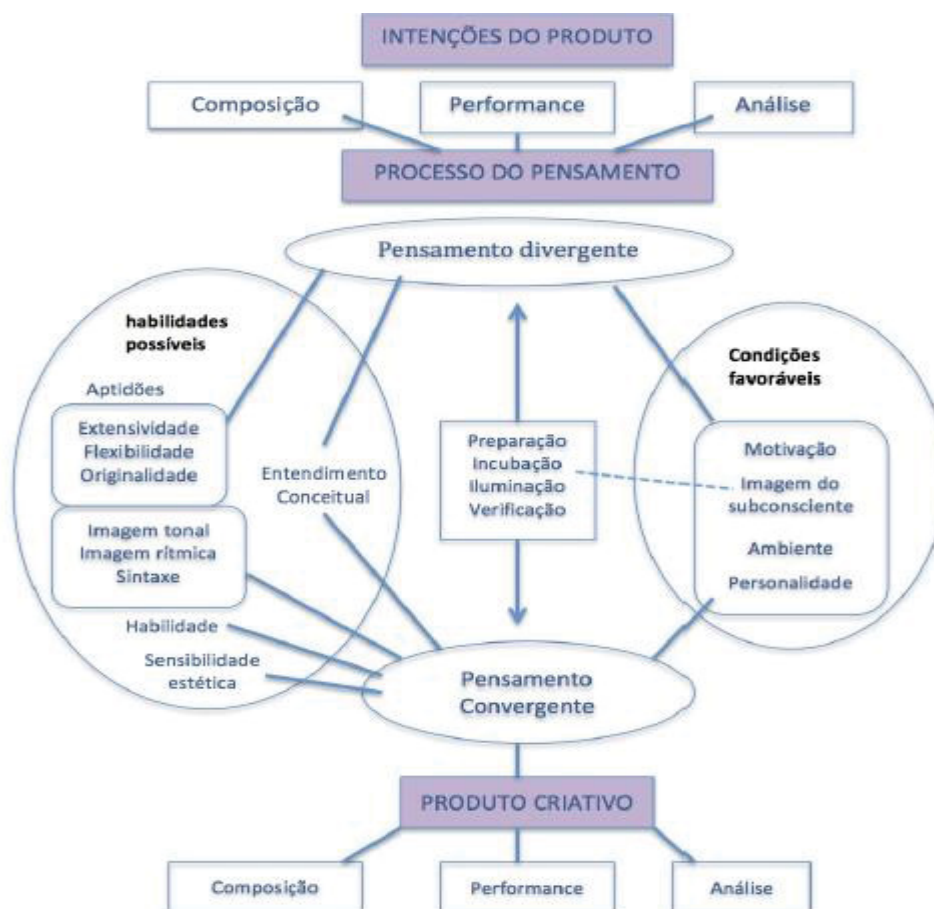 INTENÇÕES DO PRODUTO
Composição
Performance
Análise
PROCESSO DO PENSAMENTO
Pensamento divergente
habilidades
possíveis
Aptidões
Extensividade
Flexibilidade
Originalidade
Imagem tonal
Imagem rítmica
Sintaxe
Habilidade
Sensibilidade
estética
Entendimento
Conceitual
Preparação
Incubação
Iluminação
Verificação
Condições
favoráveis
Motivação
Imagem do
subconsciente
Ambiente
Personalidade
Pensamento
Convergente
PRODUTO CRIATIVO
Composição
Performance
Análise